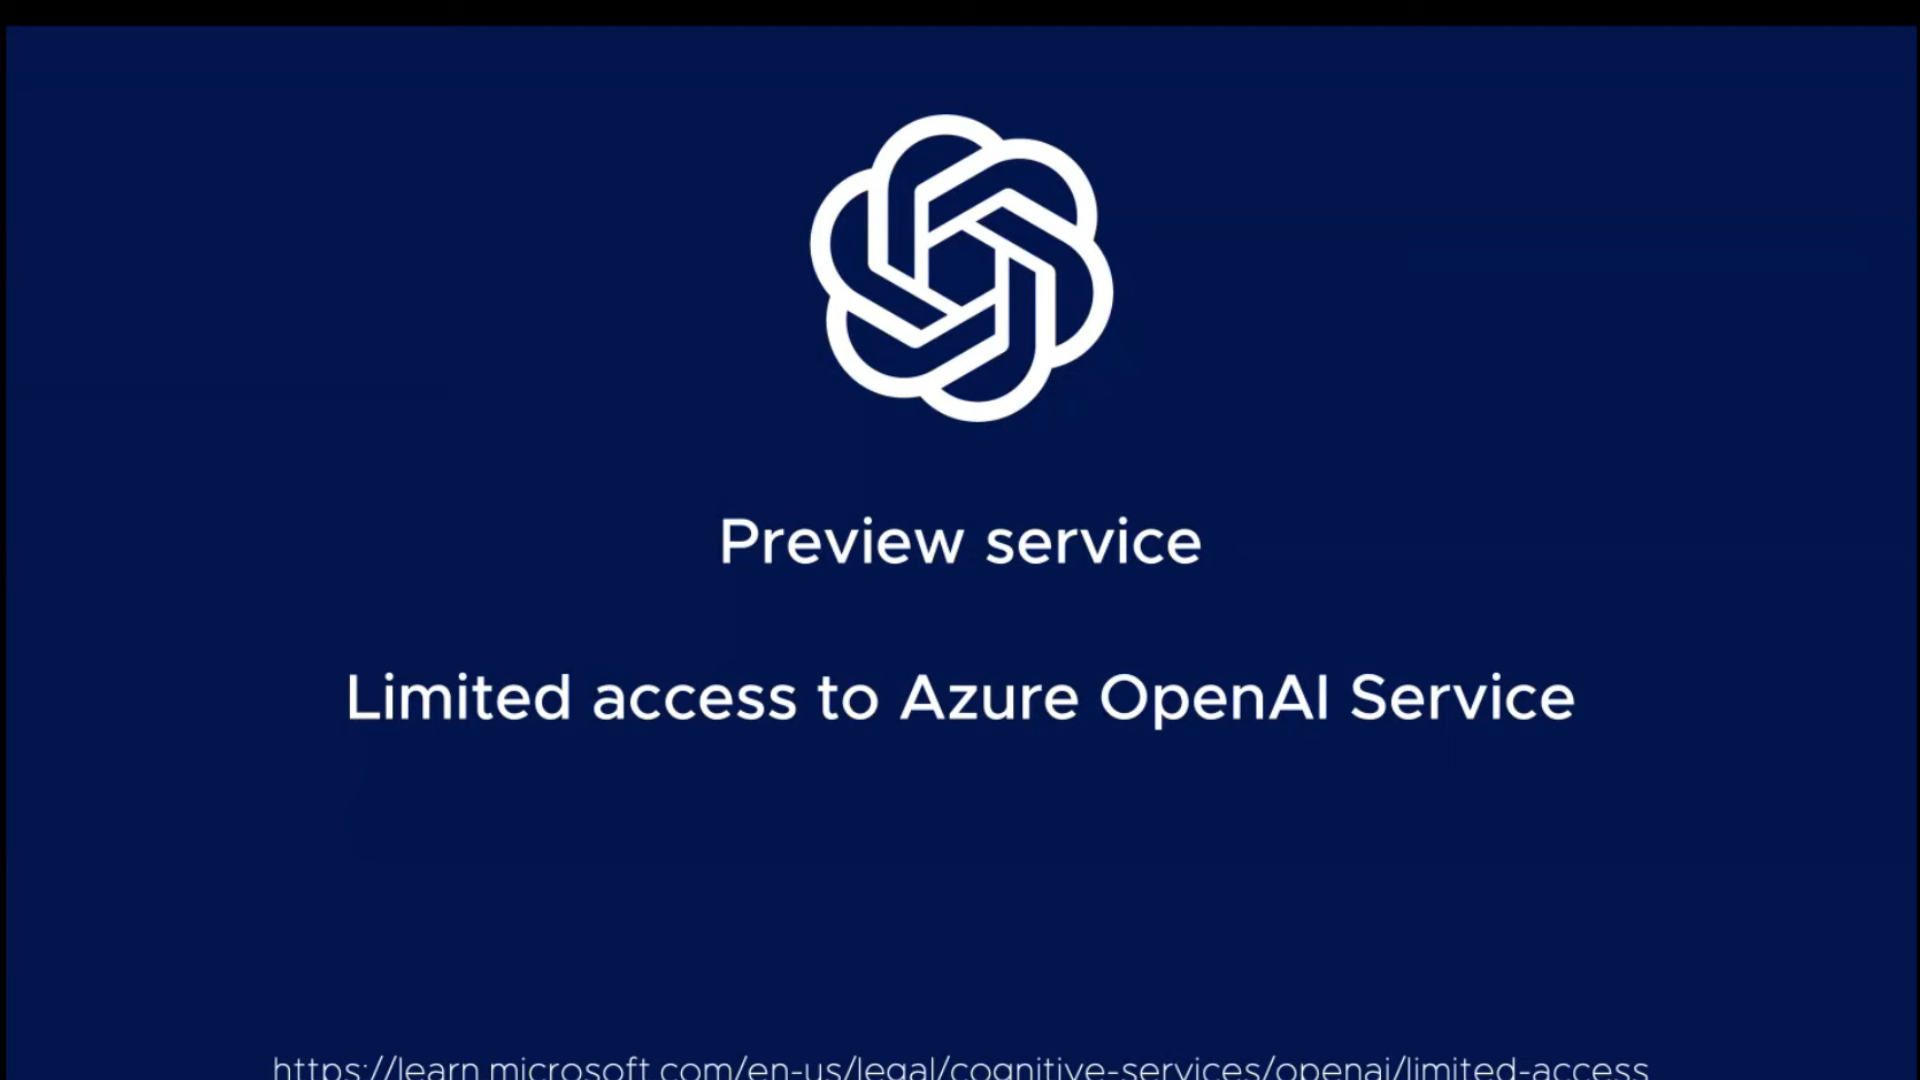 Preview service
Limited access to Azure OpenAI Service
https://learn.microsoft.com/en-us/legal/cognitive-services/openai/limited-access